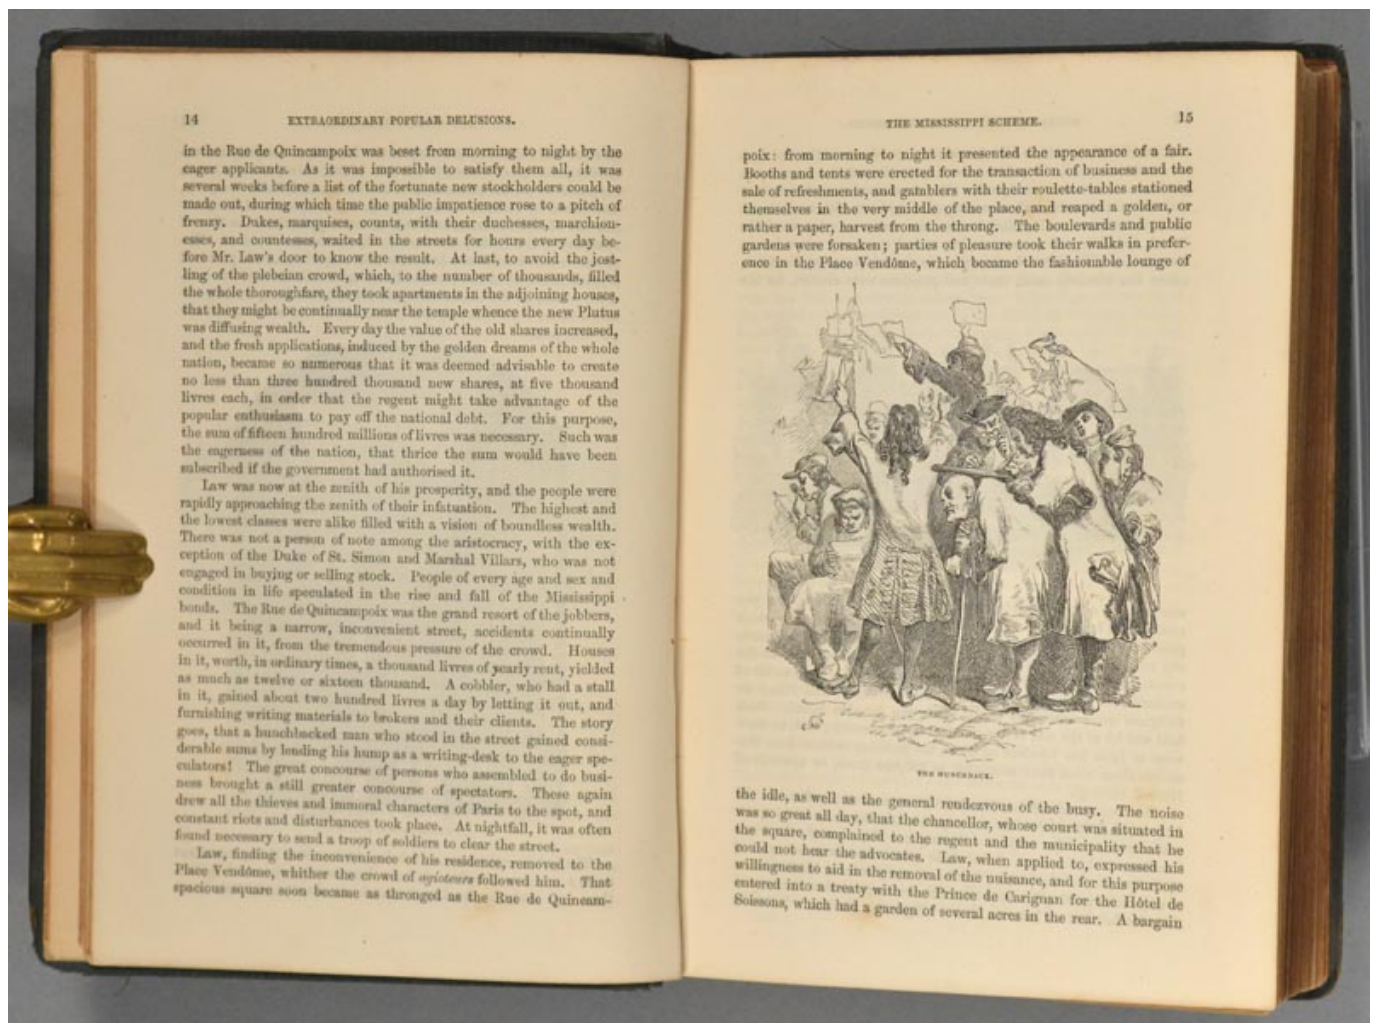 14
EXTRAORDINARY POPULAR DELUSIONS.
in the Rue de Quincampoix was beset from morning to night by the
eager applicants. As it was impossible to satisfy them all, it was
several weeks before a list of the fortunate new stockholders could be
made out, during which time the public impatience rose to a pitch of
frenzy. Dukes, marquises, counts, with their duchesses, marchion-
esses, and countesses, waited in the streets for hours every day be-
fore Mr. Law's door to know the result. At last, to avoid the jost-
ling of the plebeian crowd, which, to the number of thousands, filled
the whole thoroughfare, they took apartments in the adjoining houses,
that they might be continually near the temple whence the new Plutus
was diffusing wealth. Every day the value of the old shares increased,
and the fresh applications, induced by the golden dreams of the whole
nation, became so numerous that it was deemed advisable to create
no less than three hundred thousand new shares, at five thousand
livres each, in order that the regent might take advantage of the
popular enthusiasm to pay off the national debt. For this purpose,
the sum of fifteen hundred millions of livres was necessary. Such was
the eagerness of the nation, that thrice the sum would have been
subscribed if the government had authorised it.
Law was now at the zenith of his prosperity, and the people were
rapidly approaching the zenith of their infatuation. The highest and
the lowest classes were alike filled with a vision of boundless wealth.
There was not a person of note among the aristocracy, with the ex-
ception of the Duke of St. Simon and Marshal Villars, who was not
engaged in buying or selling stock. People of every age and sex and
condition in life speculated in the rise and fall of the Mississippi
bonds. The Rue de Quincampoix was the grand resort of the jobbers,
and it being a narrow, inconvenient street, accidents continually
occurred in it, from the tremendous pressure of the crowd. Houses
in it, worth, in ordinary times, a thousand livres of yearly rent, yielded
as much as twelve or sixteen thousand. A cobbler, who had a stall
in it, gained about two hundred livres a day by letting it out, and
furnishing writing materials to brokers and their clients. The story
goes, that a hunchbacked man who stood in the street gained consi-
derable sums by lending his hump as a writing-desk to the eager spe-
culators! The great concourse of persons who assembled to do busi-
ness brought a still greater concourse of spectators. These again
drew all the thieves and immoral characters of Paris to the spot, and
constant riots and disturbances took place. At nightfall, it was often
found necessary to send a troop of soldiers to clear the street.
Law, finding the inconvenience of his residence, removed to the
Place Vendôme, whither the crowd of agioteurs followed him. That
spacious square soon became as thronged as the Rue de Quincam-
THE MISSISSIPPI SCHEME.
15
poix: from morning to night it presented the appearance of a fair.
Booths and tents were erected for the transaction of business and the
sale of refreshments, and gamblers with their roulette-tables stationed
themselves in the very middle of the place, and reaped a golden, or
rather a paper, harvest from the throng. The boulevards and public
gardens were forsaken; parties of pleasure took their walks in prefer-
ence in the Place Vendôme, which became the fashionable lounge of
THE HUNCHBACK.
the idle, as well as the general rendezvous of the busy. The noise
was so great all day, that the chancellor, whose court was situated in
the square, complained to the regent and the municipality that he
could not hear the advocates. Law, when applied to, expressed his
willingness to aid in the removal of the nuisance, and for this purpose
entered into a treaty with the Prince de Carignan for the Hôtel de
Soissons, which had a garden of several acres in the rear. A bargain